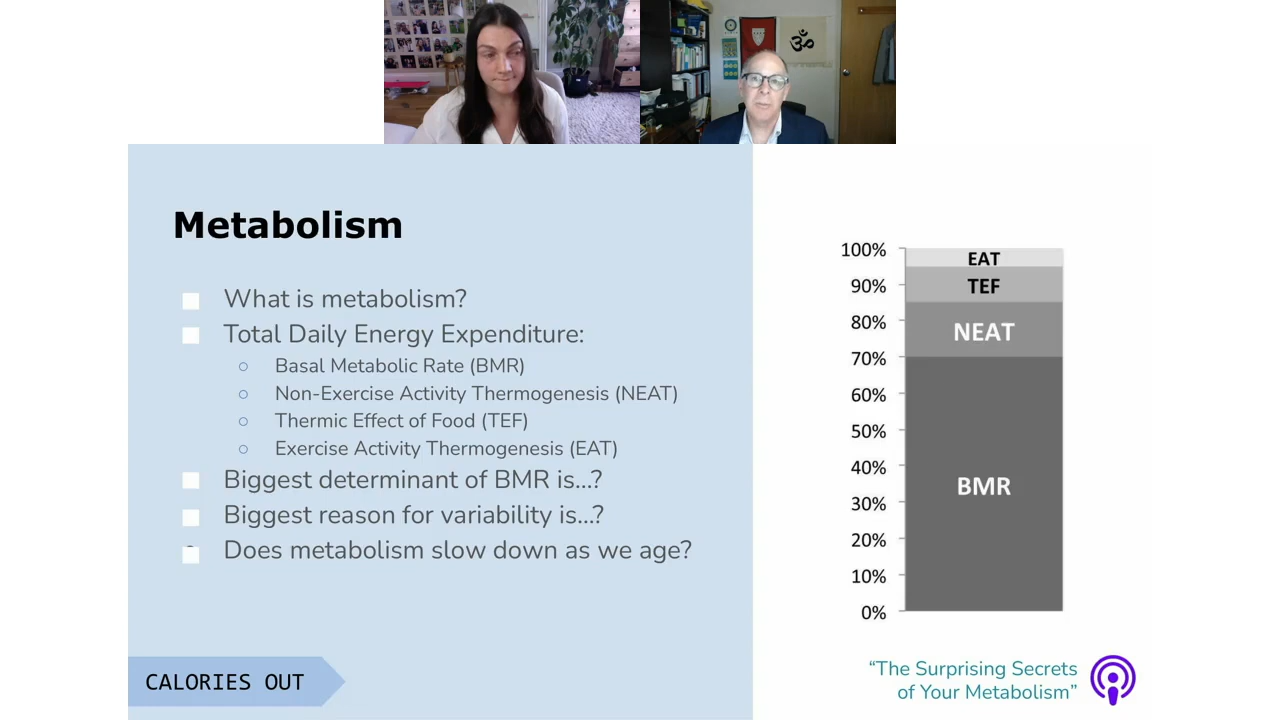 Metabolism
What is metabolism?
Total Daily Energy Expenditure:
Basal Metabolic Rate (BMR)
Non-Exercise Activity Thermogenesis (NEAT)
Thermic Effect of Food (TEF)
Exercise Activity Thermogenesis (EAT)
Biggest determinant of BMR is...?
Biggest reason for variability is...?
Does metabolism slow down as we age?
CALORIES OUT
100%
90%
80%
70%
60%
50%
40%
30%
20%
10%
0%
EAT
TEF
NEAT
BMR
“The Surprising Secrets
of Your Metabolism”
ॐ